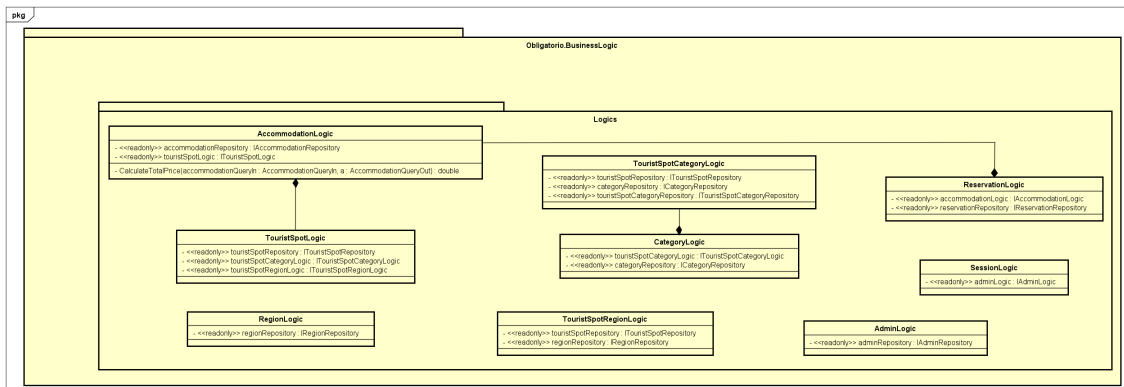 pkg
Obligatorio.BusinessLogic
Logics
AccommodationLogic
- <<readonly>> accommodationRepository : IAccommodationRepository
- <<readonly>> touristSpotLogic : ITouristSpotLogic
- CalculateTotalPrice(accommodationQueryIn : AccommodationQueryIn, a : AccommodationQueryOut) : double
TouristSpotCategoryLogic
- <<readonly>> touristSpotRepository : ITouristSpotRepository
- <<readonly>> categoryRepository : ICategoryRepository
- <<readonly>> touristSpotCategoryRepository : ITouristSpotCategoryRepository
ReservationLogic
- <<readonly>> accommodationLogic : IAccommodationLogic
- <<readonly>> reservationRepository : IReservationRepository
TouristSpotLogic
- <<readonly>> touristSpotRepository : ITouristSpotRepository
- <<readonly>> touristSpotCategoryLogic : ITouristSpotCategoryLogic
- <<readonly>> touristSpotRegionLogic : ITouristSpotRegionLogic
CategoryLogic
- <<readonly>> touristSpotCategoryLogic : ITouristSpotCategoryLogic
- <<readonly>> categoryRepository : ICategoryRepository
SessionLogic
- <<readonly>> adminLogic : IAdminLogic
RegionLogic
- <<readonly>> regionRepository : IRegionRepository
TouristSpotRegionLogic
- <<readonly>> touristSpotRepository : ITouristSpotRepository
- <<readonly>> regionRepository : IRegionRepository
AdminLogic
- <<readonly>> adminRepository : IAdminRepository